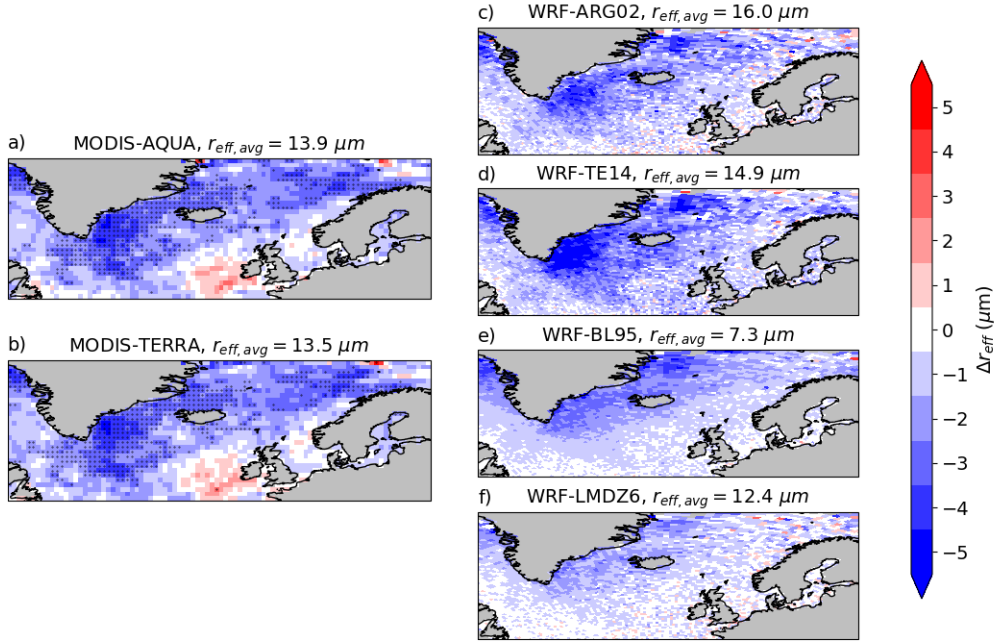 a) MODIS-AQUA, r_eff,avg = 13.9 μm
b) MODIS-TERRA, r_eff,avg = 13.5 μm
c) WRF-ARG02, r_eff,avg = 16.0 μm
d) WRF-TE14, r_eff,avg = 14.9 μm
e) WRF-BL95, r_eff,avg = 7.3 μm
f) WRF-LMDZ6, r_eff,avg = 12.4 μm
5
4
3
2
1
0
−1
−2
−3
−4
−5
Δr_eff (μm)